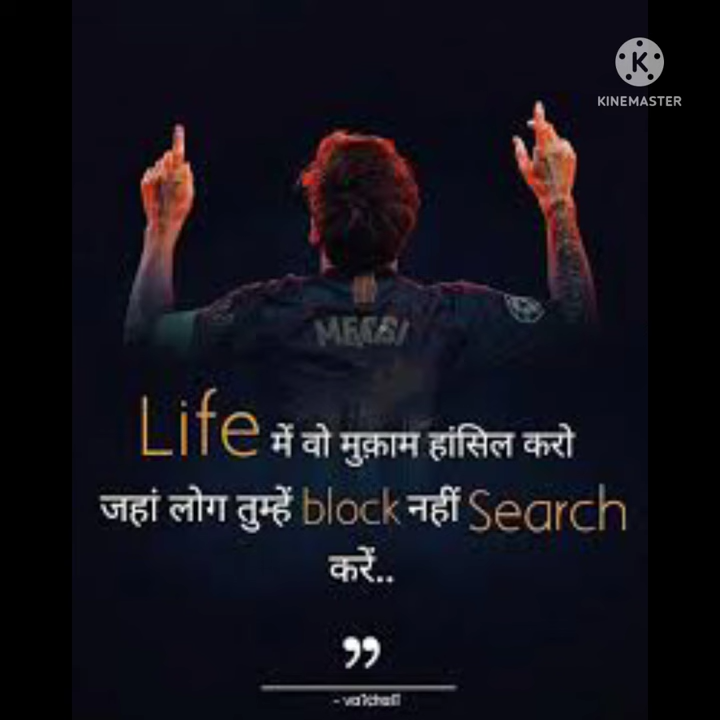 KINEMASTER
MESSI
Life में वो मुक़ाम हांसिल करो
जहां लोग तुम्हें block नहीं Search
करें..
”